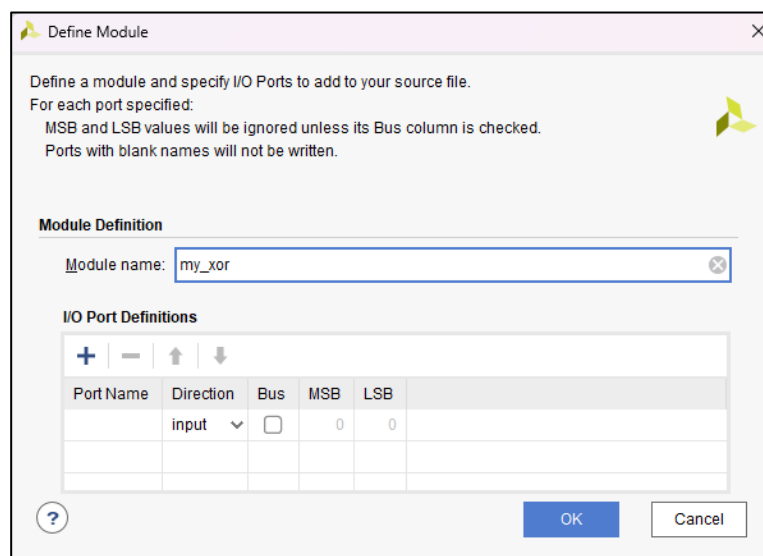 Define Module
Define a module and specify I/O Ports to add to your source file.
For each port specified:
MSB and LSB values will be ignored unless its Bus column is checked.
Ports with blank names will not be written.
Module Definition
Module name: my_xor
I/O Port Definitions
Port Name Direction Bus MSB LSB
input 0 0
? OK Cancel